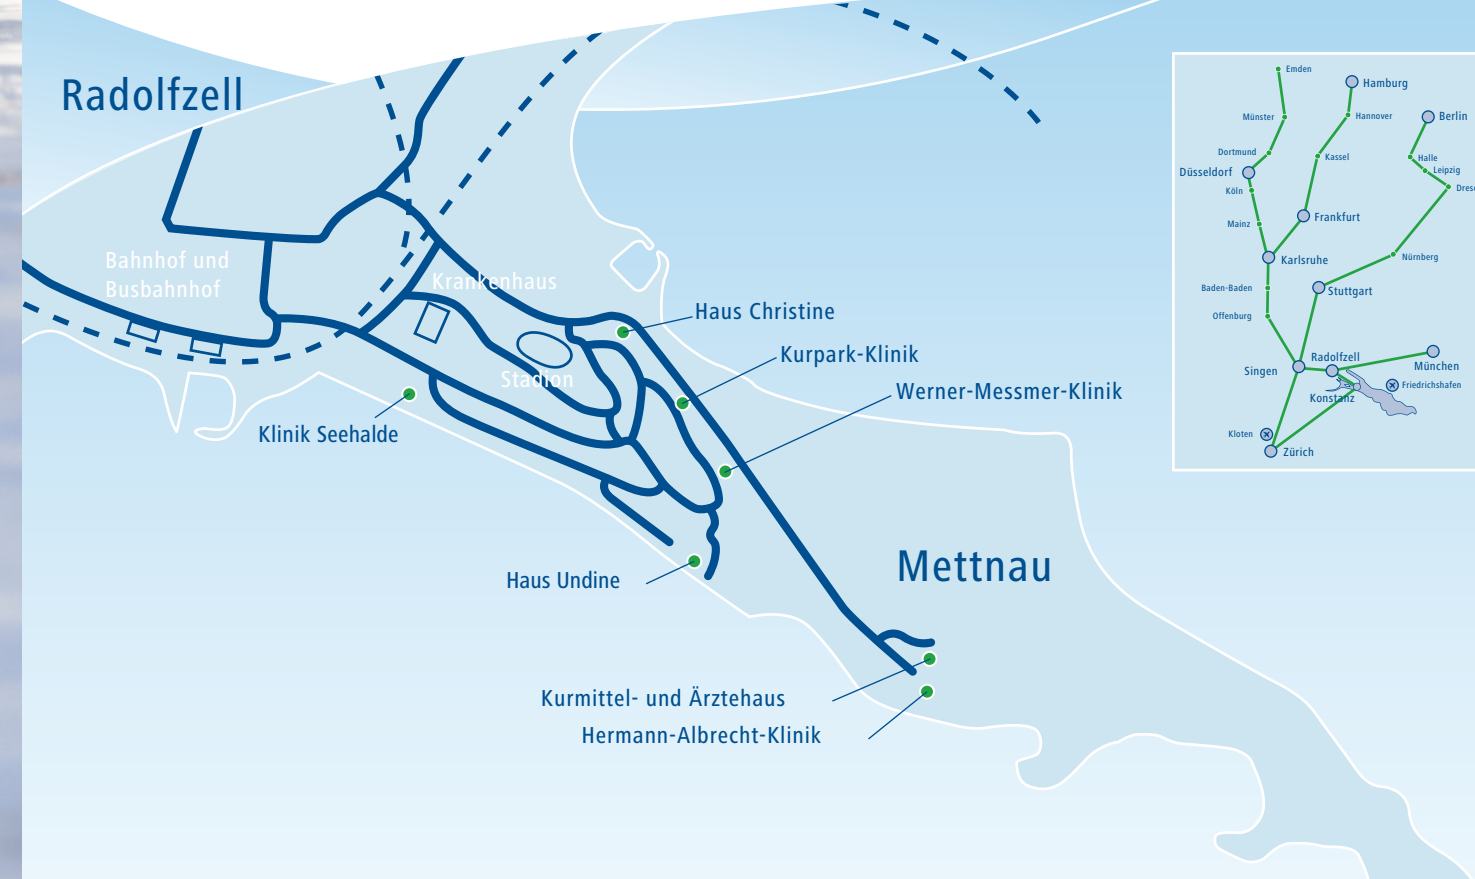 Radolfzell
Bahnhof und
Busbahnhof
Krankenhaus
Stadion
Haus Christine
Kurpark-Klinik
Werner-Messmer-Klinik
Klinik Seehalde
Haus Undine
Mettnau
Kurmittel- und Ärztehaus
Hermann-Albrecht-Klinik
Emden
Hamburg
Münster
Hannover
Berlin
Dortmund
Kassel
Halle
Düsseldorf
Leipzig
Köln
Dresd
Mainz
Frankfurt
Karlsruhe
Nürnberg
Baden-Baden
Stuttgart
Offenburg
Radolfzell
München
Singen
Friedrichshafen
Konstanz
Kloten
Zürich